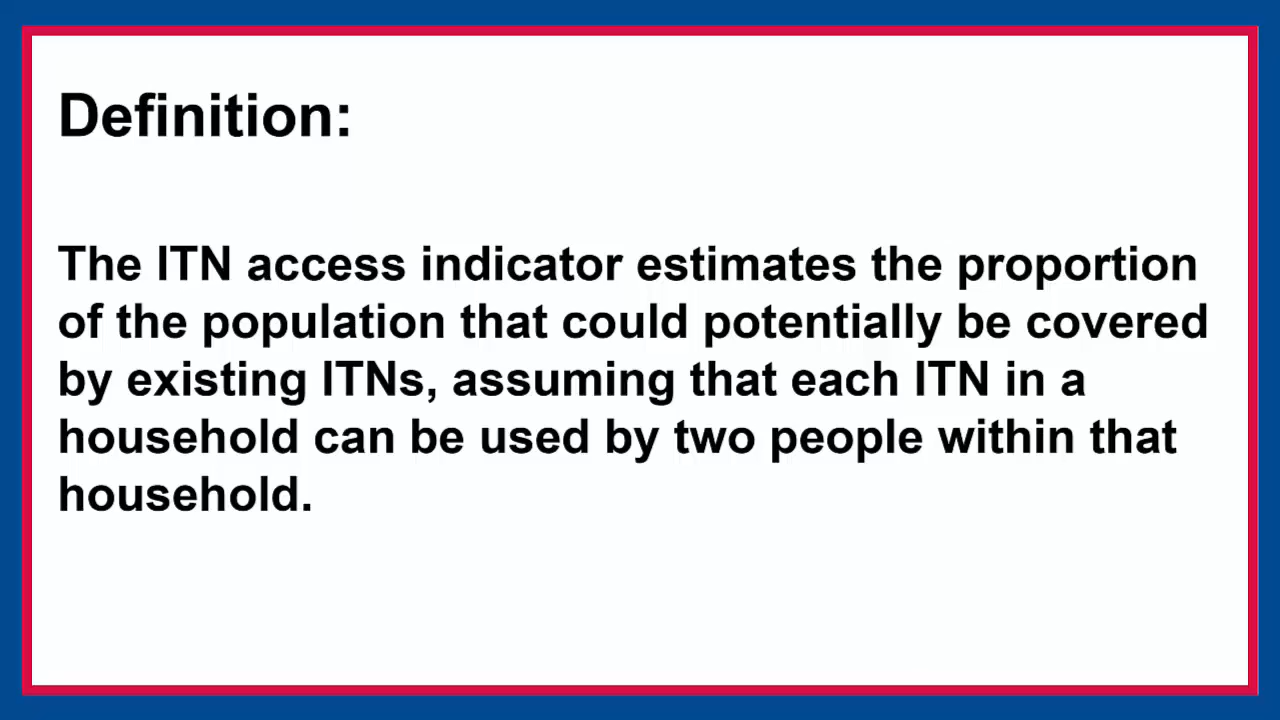 Definition:
The ITN access indicator estimates the proportion
of the population that could potentially be covered
by existing ITNs, assuming that each ITN in a
household can be used by two people within that
household.